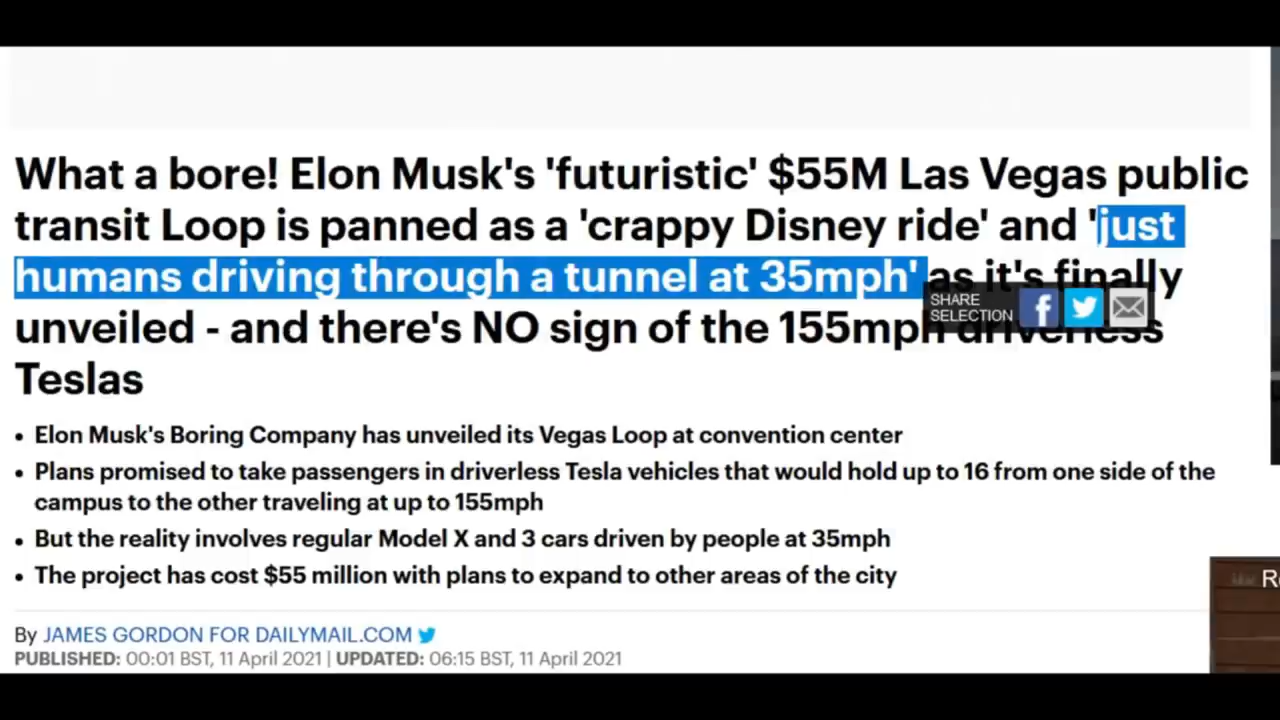 What a bore! Elon Musk's 'futuristic' $55M Las Vegas public
transit Loop is panned as a 'crappy Disney ride' and 'just
humans driving through a tunnel at 35mph' as it's finally
SHARE
SELECTION
unveiled - and there's NO sign of the 155mph driverless
Teslas
• Elon Musk's Boring Company has unveiled its Vegas Loop at convention center
• Plans promised to take passengers in driverless Tesla vehicles that would hold up to 16 from one side of the
campus to the other traveling at up to 155mph
• But the reality involves regular Model X and 3 cars driven by people at 35mph
• The project has cost $55 million with plans to expand to other areas of the city
By JAMES GORDON FOR DAILYMAIL.COM
PUBLISHED: 00:01 BST, 11 April 2021 | UPDATED: 06:15 BST, 11 April 2021